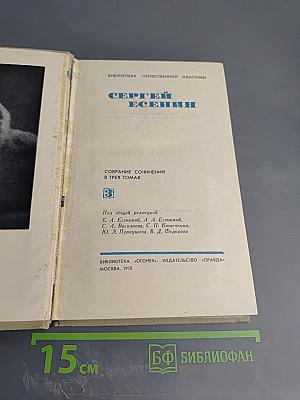 БИБЛИОТЕКА ОТЕЧЕСТВЕННОЙ КЛАССИКИ
СЕРГЕЙ
ЕСЕНИН
СОБРАНИЕ СОЧИНЕНИЙ
В ТРЕХ ТОМАХ
3
Под общей редакцией
Е. А. Есениной, А. А. Есениной,
С. А. Васильева, С. П. Кошечкина,
Ю. Л. Прокушева, В. Д. Федорова
БИБЛИОТЕКА «ОГОНЕК». ИЗДАТЕЛЬСТВО «ПРАВДА»
МОСКВА. 1970
15 см
БФ БИБЛИОФАН